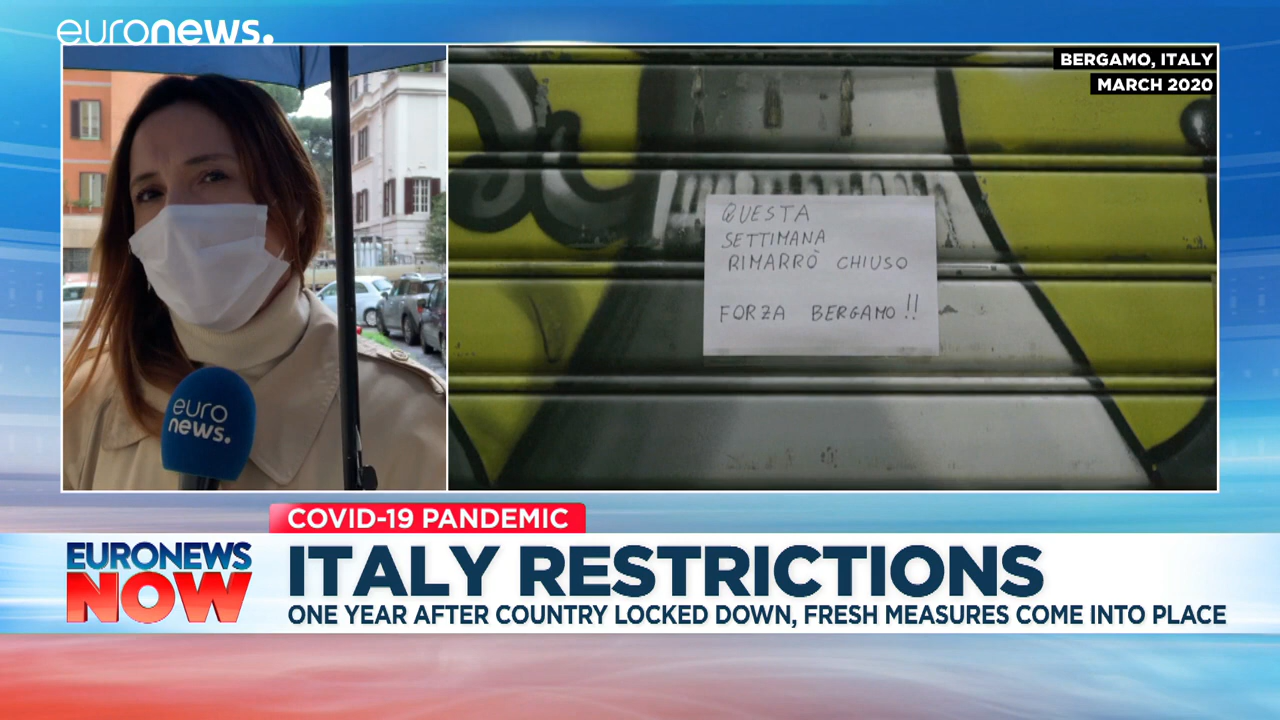 euronews.
BERGAMO, ITALY
MARCH 2020
QUESTA
SETTIMANA
RIMARRÒ CHIUSO
FORZA BERGAMO!!
euro
news.
COVID-19 PANDEMIC
EURONEWS
NOW
ITALY RESTRICTIONS
ONE YEAR AFTER COUNTRY LOCKED DOWN, FRESH MEASURES COME INTO PLACE